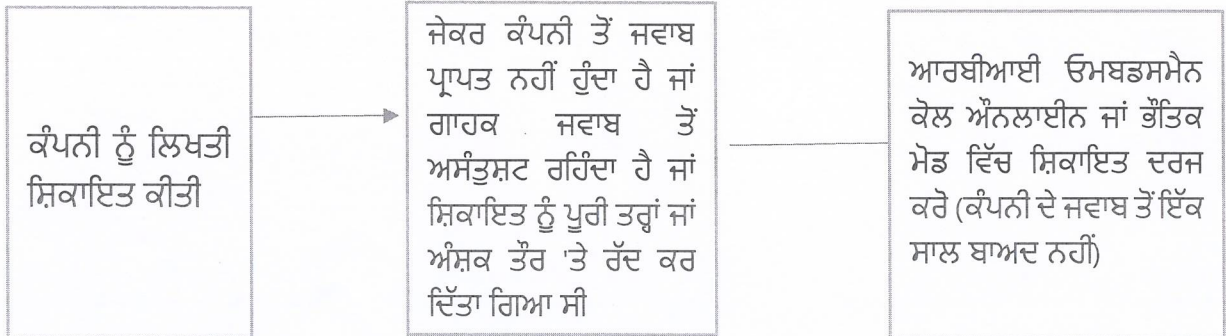 ਕੰਪਨੀ ਨੂੰ ਲਿਖਤੀ
ਸ਼ਿਕਾਇਤ ਕੀਤੀ
ਜੇਕਰ ਕੰਪਨੀ ਤੋਂ ਜਵਾਬ
ਪ੍ਰਾਪਤ ਨਹੀਂ ਹੁੰਦਾ ਹੈ ਜਾਂ
ਗਾਹਕ ਜਵਾਬ ਤੋਂ
ਅਸੰਤੁਸ਼ਟ ਰਹਿੰਦਾ ਹੈ ਜਾਂ
ਸ਼ਿਕਾਇਤ ਨੂੰ ਪੂਰੀ ਤਰ੍ਹਾਂ ਜਾਂ
ਅੰਸ਼ਕ ਤੌਰ 'ਤੇ ਰੱਦ ਕਰ
ਦਿੱਤਾ ਗਿਆ ਸੀ
ਆਰਬੀਆਈ ਓਮਬਡਸਮੈਨ
ਕੋਲ ਔਨਲਾਈਨ ਜਾਂ ਭੌਤਿਕ
ਮੋਡ ਵਿੱਚ ਸ਼ਿਕਾਇਤ ਦਰਜ
ਕਰੋ (ਕੰਪਨੀ ਦੇ ਜਵਾਬ ਤੋਂ ਇੱਕ
ਸਾਲ ਬਾਅਦ ਨਹੀਂ)